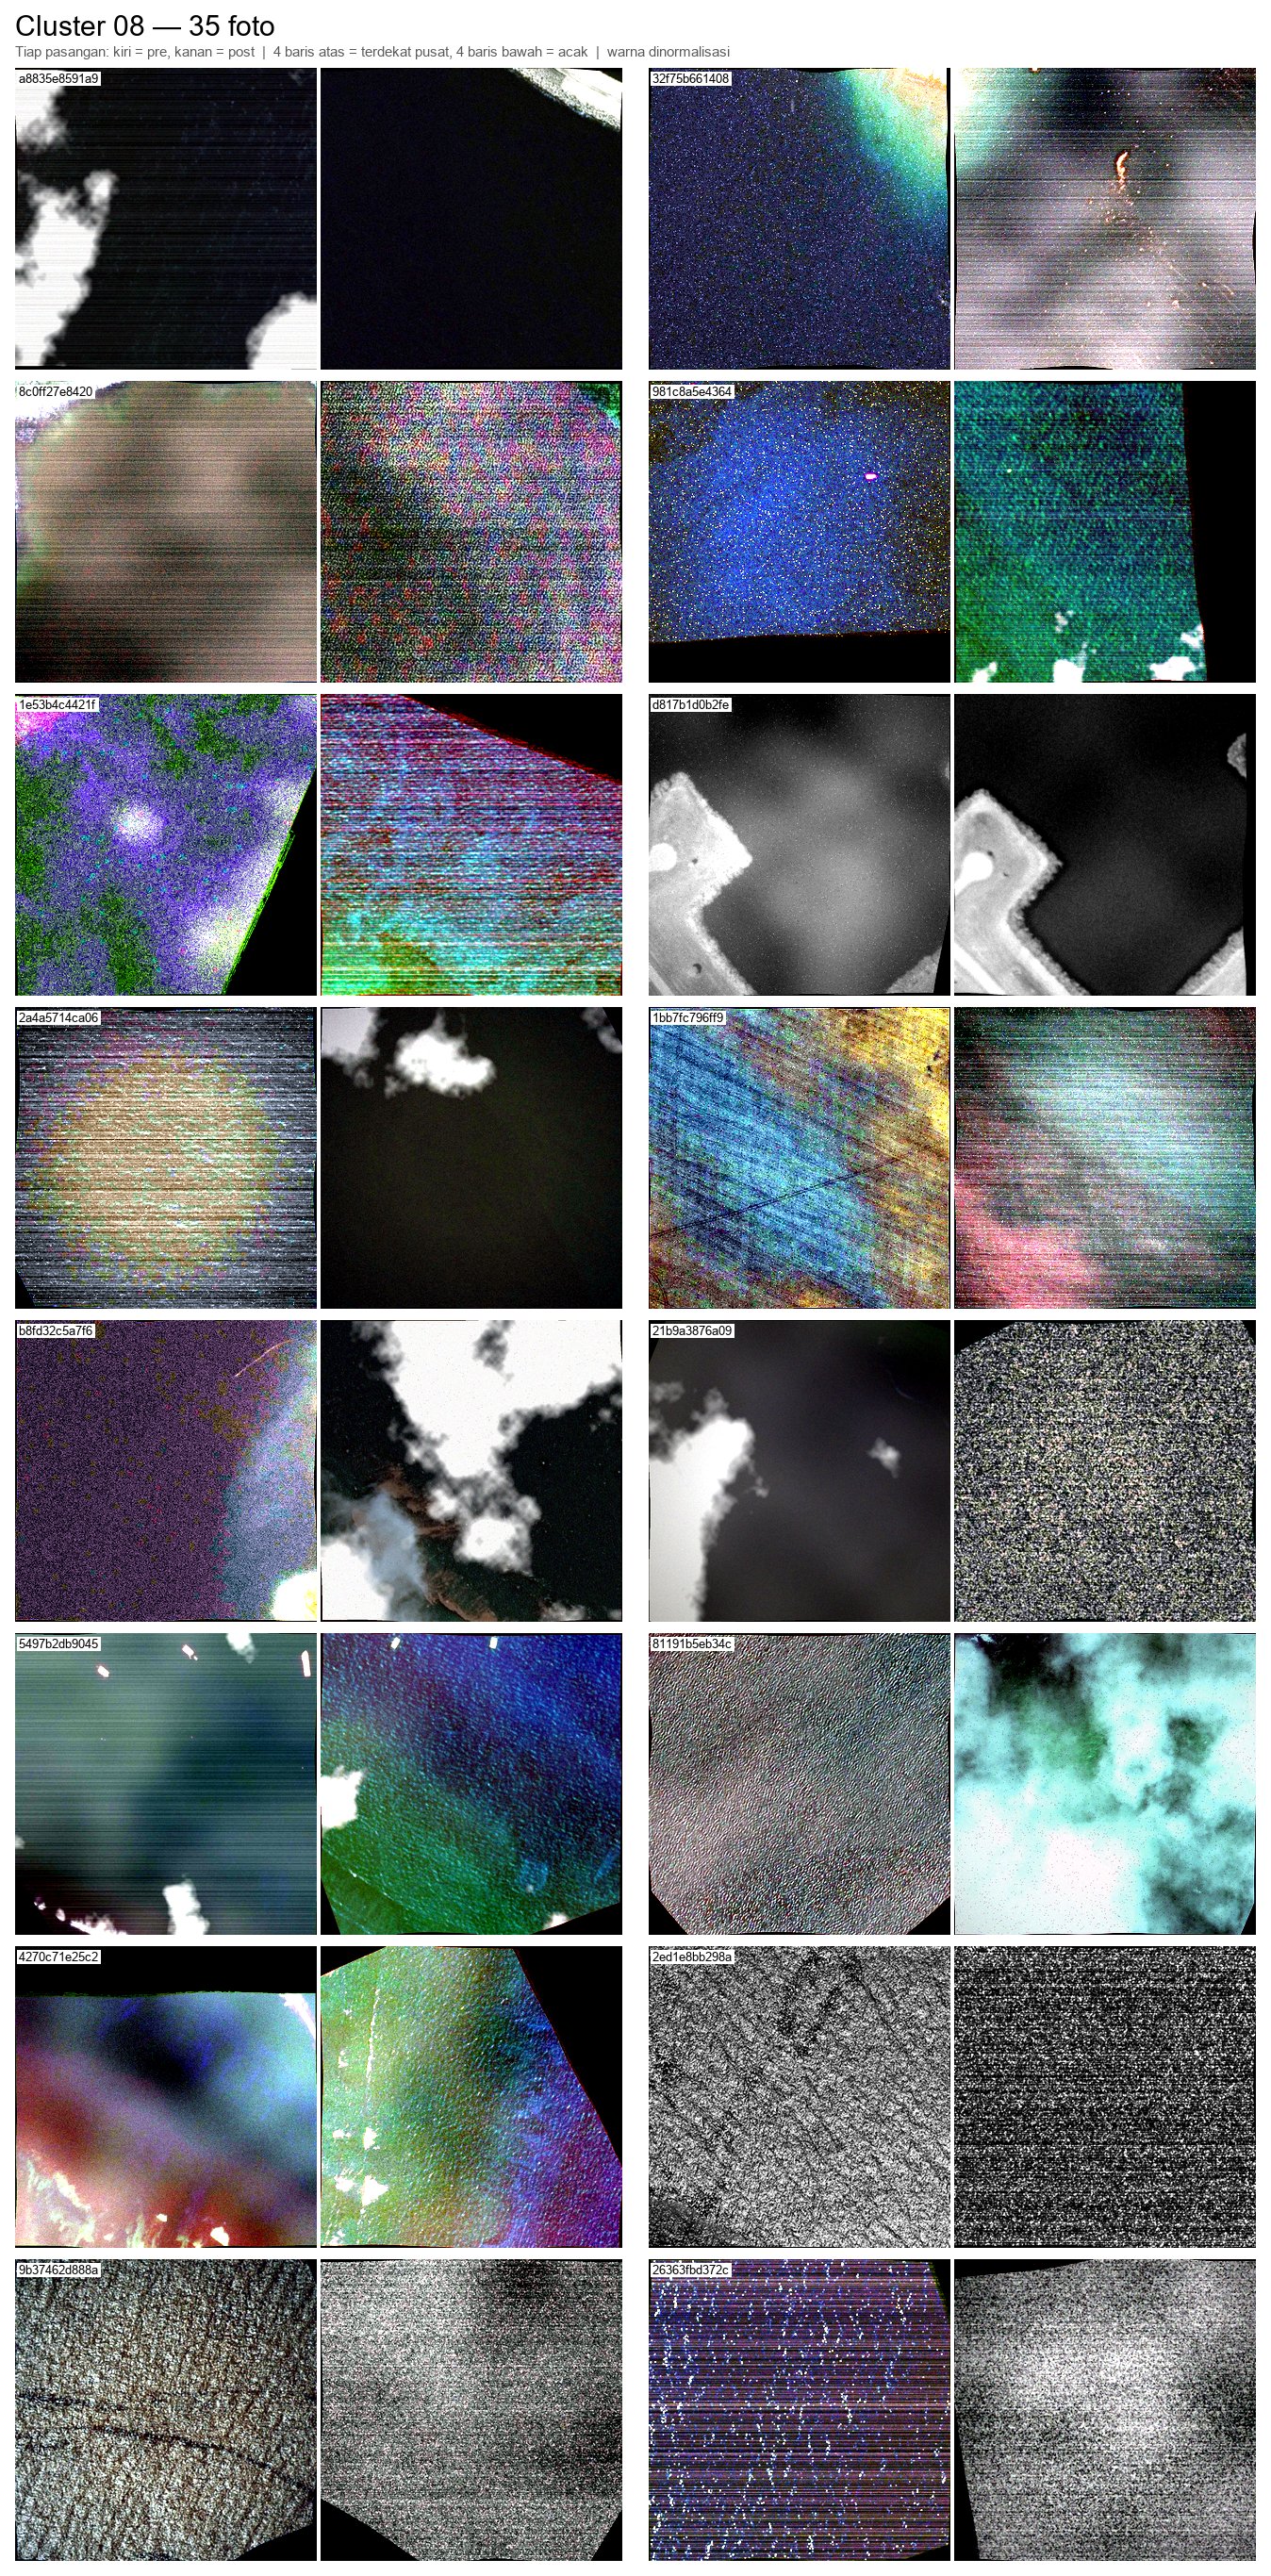 Cluster 08 — 35 foto
Tiap pasangan: kiri = pre, kanan = post | 4 baris atas = terdekat pusat, 4 baris bawah = acak | warna dinormalisasi
a8835e8591a9
32f75b661408
8c0ff27e8420
981c8a5e4364
1e53b4c4421f
d817b1d0b2fe
2a4a5714ca06
1bb7fc796ff9
b8fd32c5a7f6
21b9a3876a09
5497b2db9045
81191b5eb34c
4270c71e25c2
2ed1e8bb298a
9b37462d888a
26363fbd372c